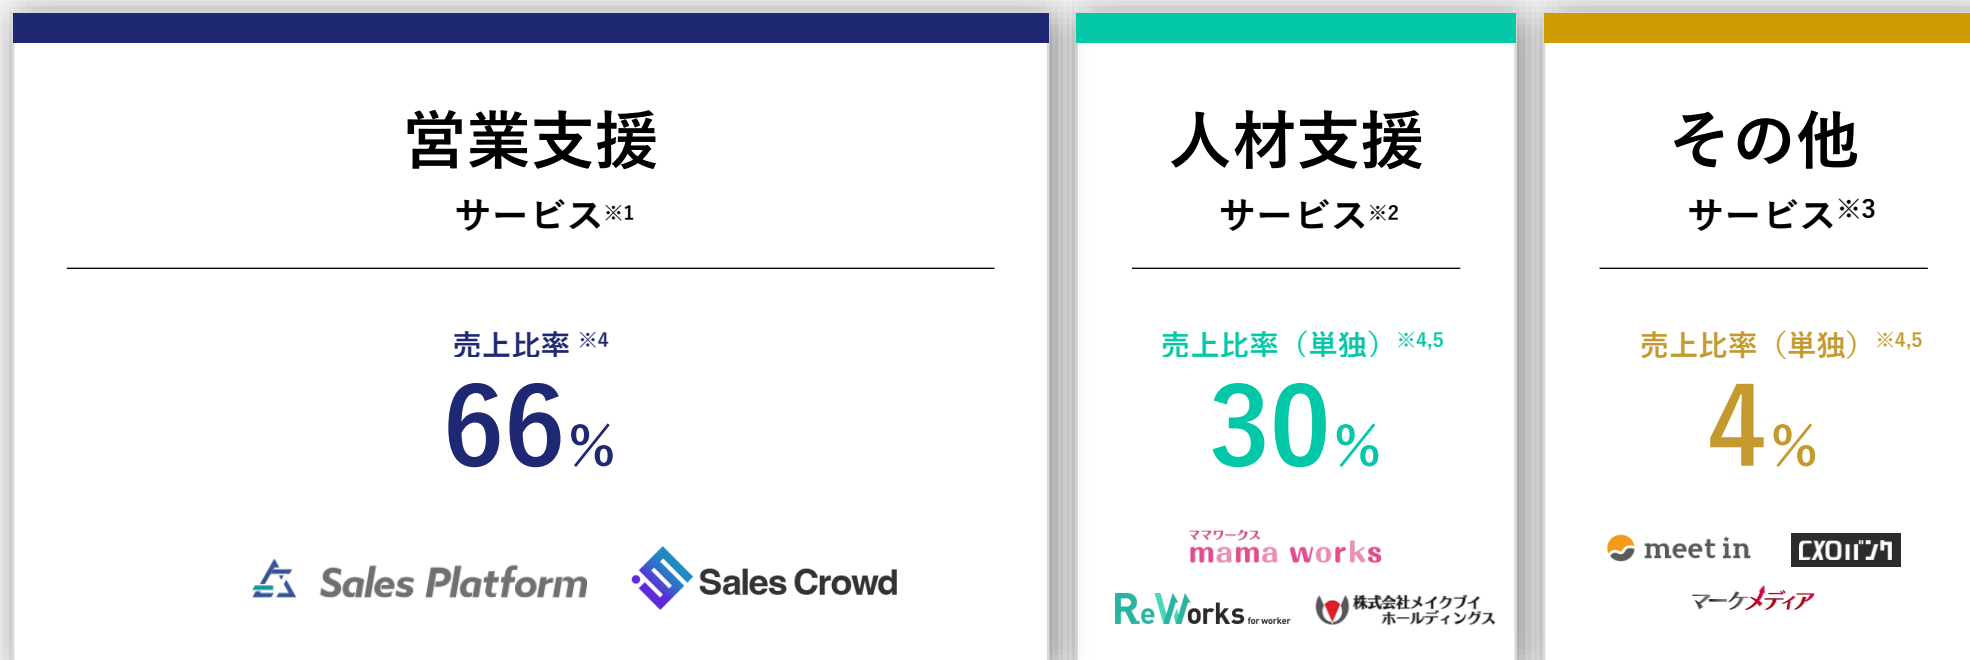 営業支援
サービス※1
売上比率 ※4
66%
Sales Platform
Sales Crowd
人材支援
サービス※2
売上比率（単独）※4,5
30%
ママワークス
mama works
ReWorks for worker
株式会社メイクブイ
ホールディングス
その他
サービス※3
売上比率（単独）※4,5
4%
meet in
CXOバンク
マーケメディア